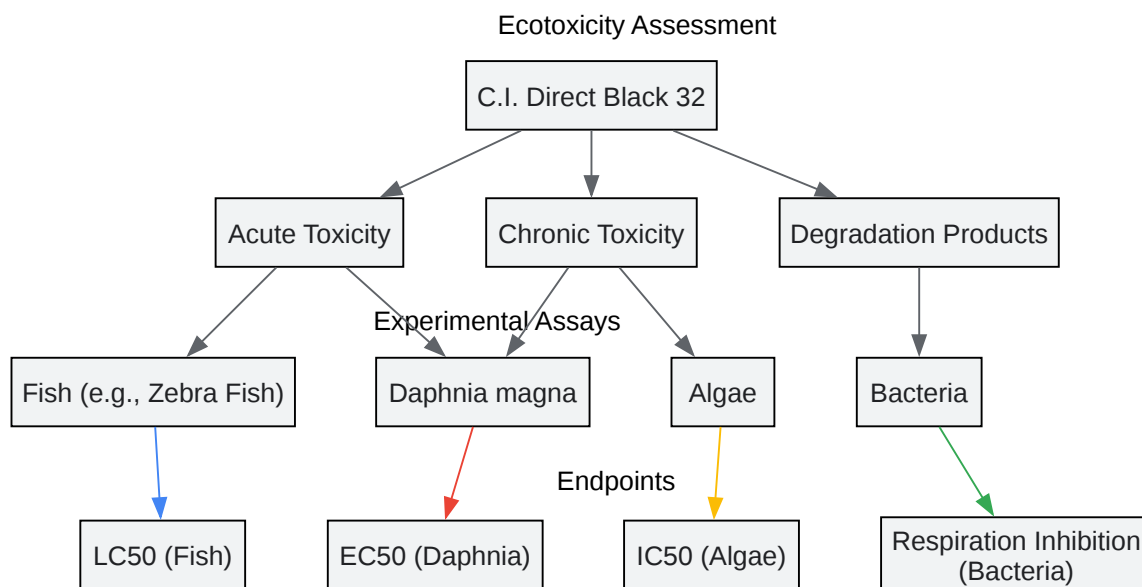 Ecotoxicity Assessment
C.I. Direct Black 32
Acute Toxicity
Chronic Toxicity
Degradation Products
Experimental Assays
Fish (e.g., Zebra Fish)
Daphnia magna
Algae
Bacteria
Endpoints
LC50 (Fish)
EC50 (Daphnia)
IC50 (Algae)
Respiration Inhibition
(Bacteria)